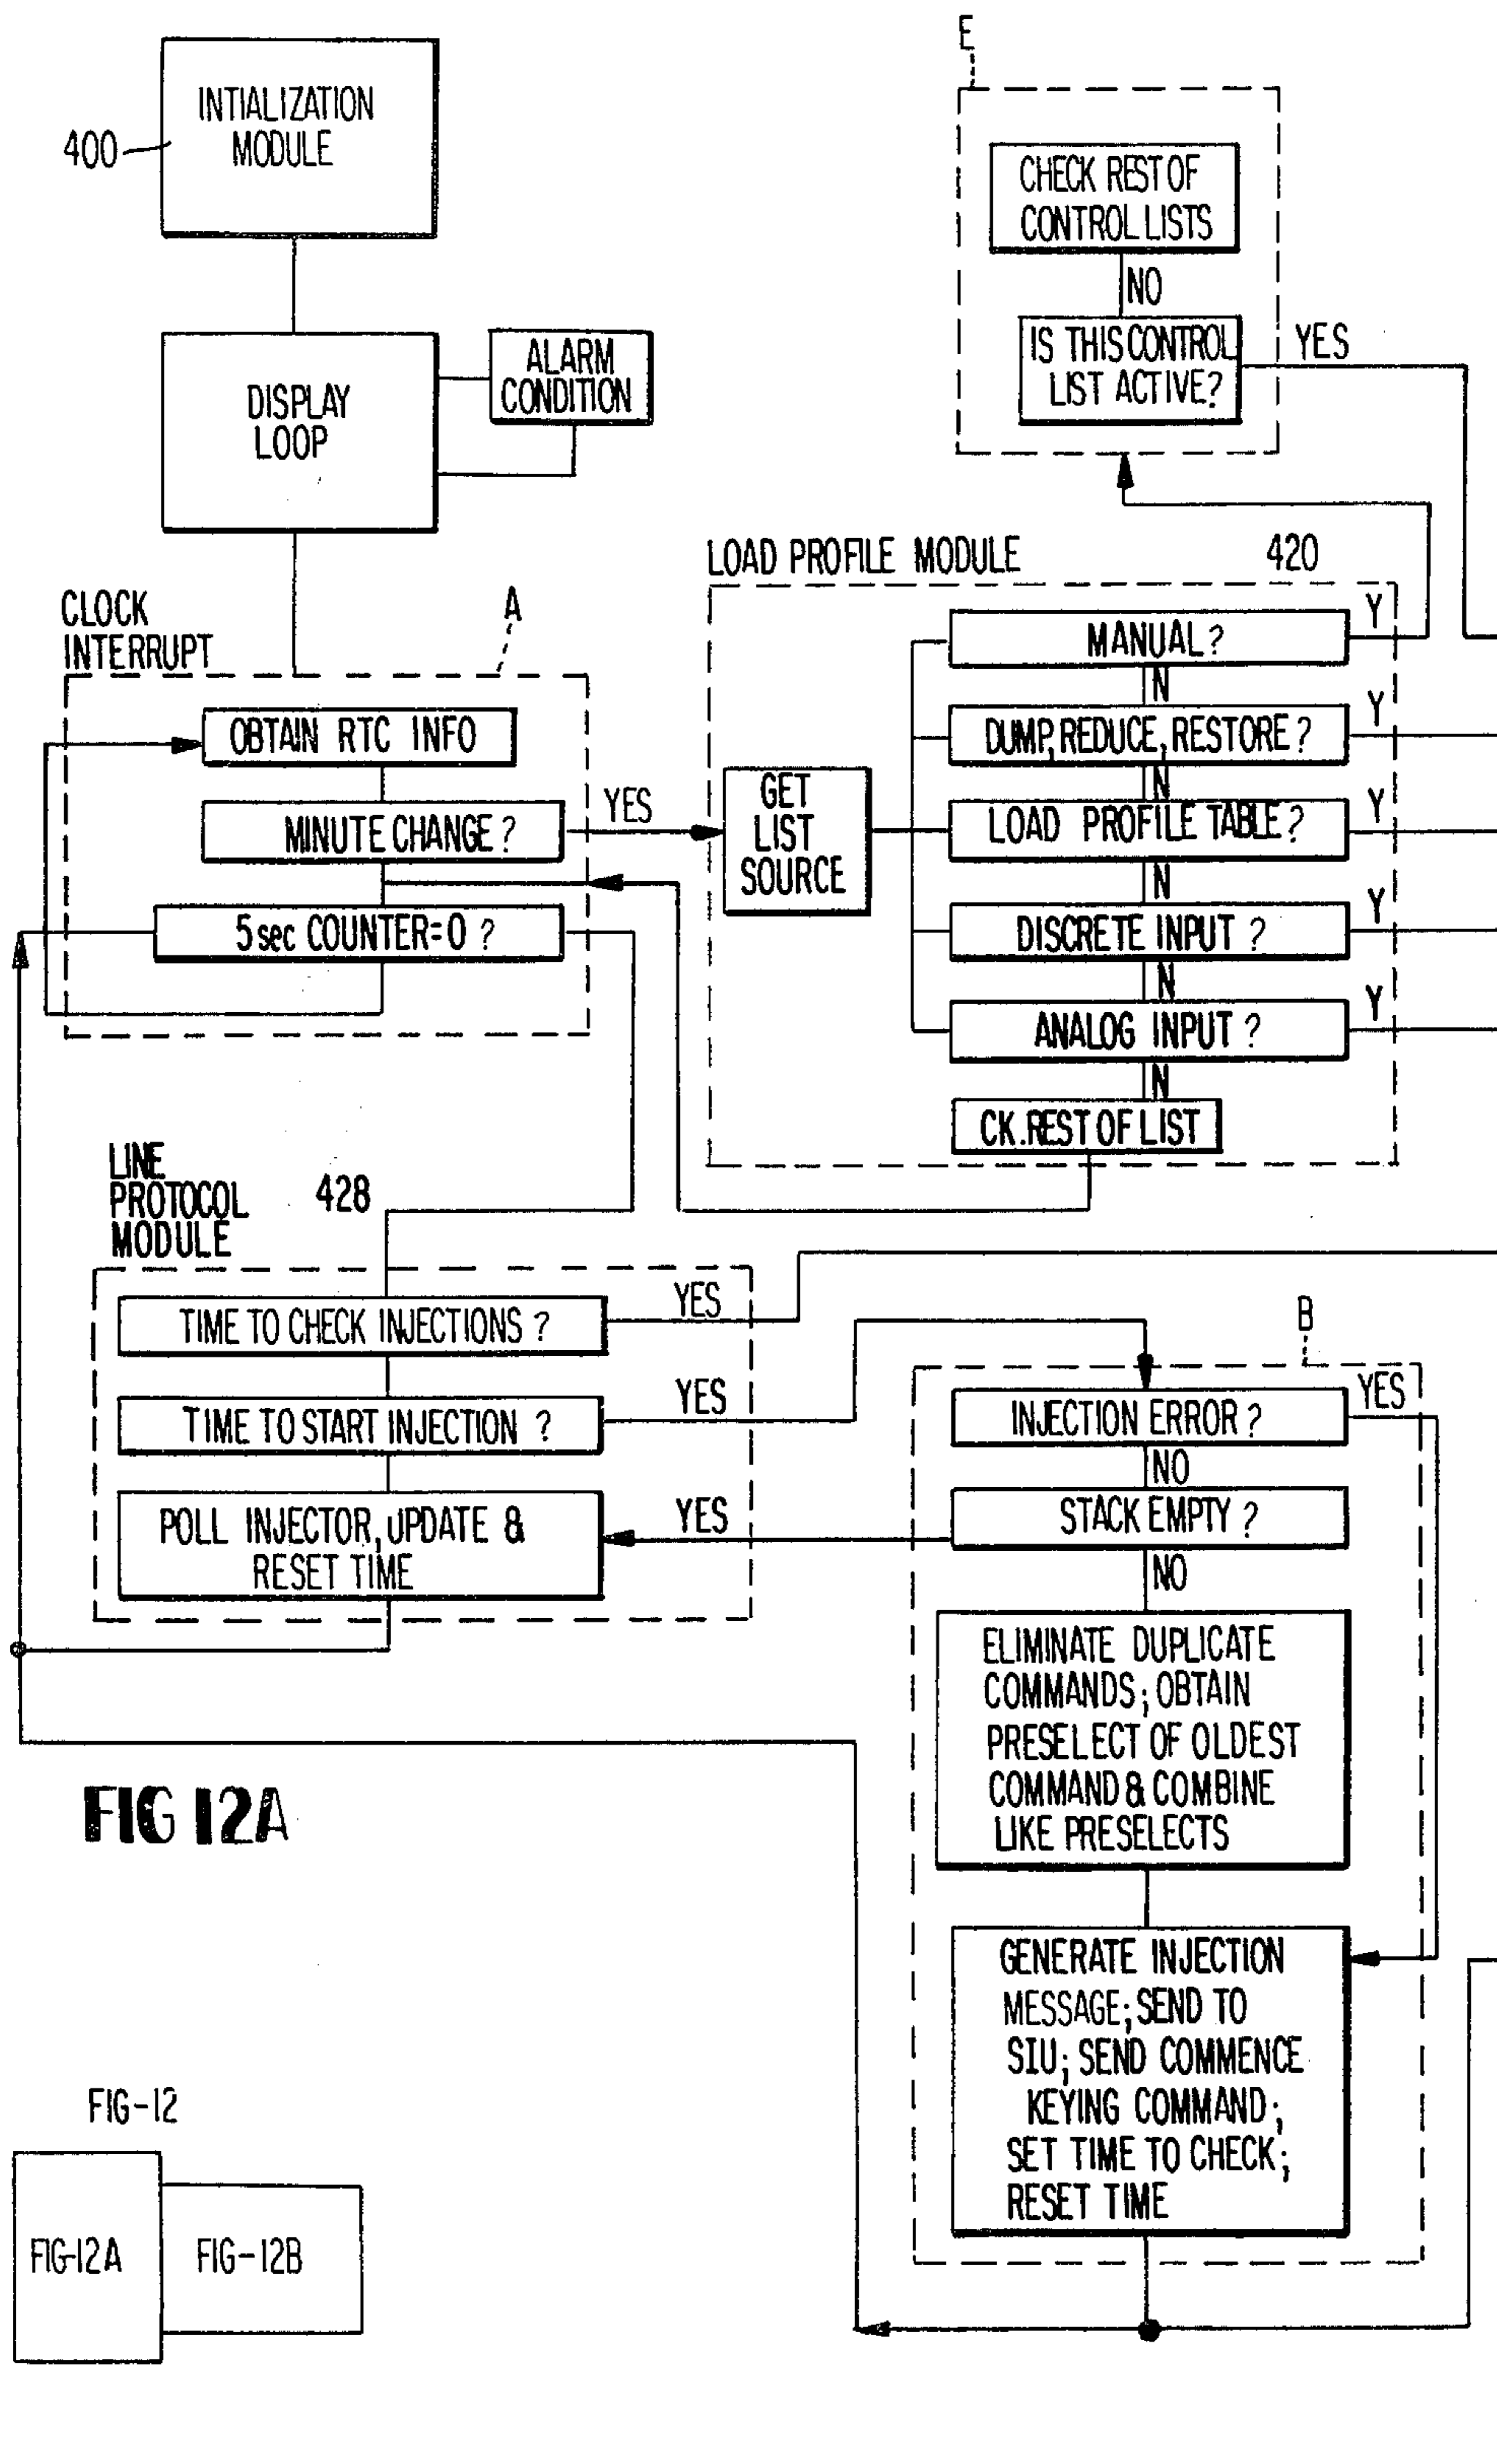 INTIALIZATION
MODULE
400
DISPLAY
LOOP
ALARM
CONDITION
E
CHECK REST OF
CONTROL LISTS
NO
IS THIS CONTROL
LIST ACTIVE?
YES
CLOCK
INTERRUPT
A
OBTAIN RTC INFO
MINUTE CHANGE?
YES
5 sec COUNTER=0 ?
LOAD PROFILE MODULE
420
GET
LIST
SOURCE
MANUAL?
Y
N
DUMP, REDUCE, RESTORE?
Y
N
LOAD PROFILE TABLE?
Y
N
DISCRETE INPUT ?
Y
N
ANALOG INPUT ?
Y
N
CK. REST OF LIST
LINE
PROTOCOL
MODULE
428
TIME TO CHECK INJECTIONS ?
YES
TIME TO START INJECTION ?
YES
POLL INJECTOR, UPDATE &
RESET TIME
YES
B
INJECTION ERROR ?
YES
NO
STACK EMPTY ?
NO
ELIMINATE DUPLICATE
COMMANDS; OBTAIN
PRESELECT OF OLDEST
COMMAND & COMBINE
LIKE PRESELECTS
GENERATE INJECTION
MESSAGE; SEND TO
SIU; SEND COMMENCE
KEYING COMMAND;
SET TIME TO CHECK;
RESET TIME
FIG 12A
FIG-12
FIG-12A
FIG-12B